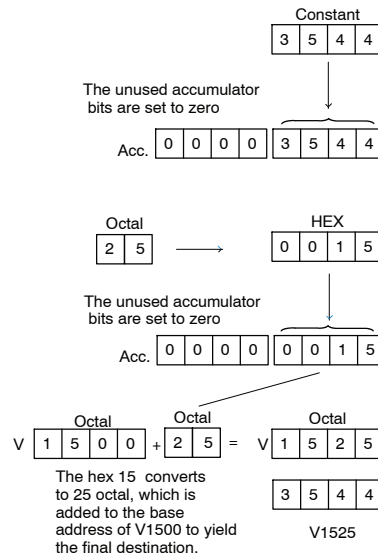 Constant
3 5 4 4
The unused accumulator
bits are set to zero
Acc. 0 0 0 0 3 5 4 4
Octal HEX
2 5 0 0 1 5
The unused accumulator
bits are set to zero
Acc. 0 0 0 0 0 0 1 5
Octal Octal Octal
V 1 5 0 0 + 2 5 = V 1 5 2 5
The hex 15 converts
to 25 octal, which is
added to the base
address of V1500 to yield
the final destination.
3 5 4 4
V1525